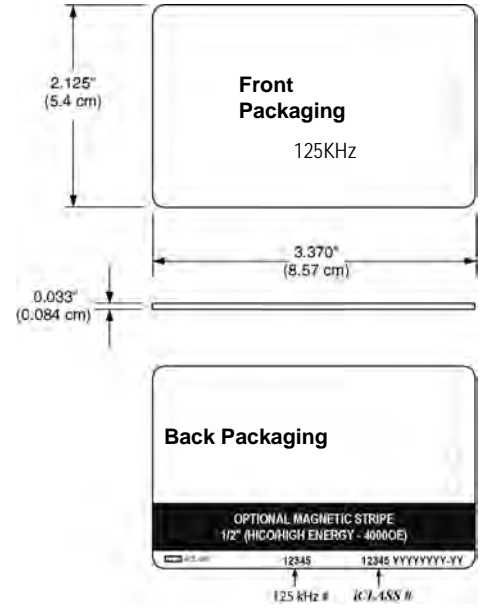 2.125"
(5.4 cm)
Front
Packaging
125KHz
3.370"
(8.57 cm)
0.033"
(0.084 cm)
Back Packaging
OPTIONAL MAGNETIC STRIPE
1/2" (HICO/HIGH ENERGY - 4000OE)
12345 12345 YYYYYYYY-YY
125 kHz # iCLASS #